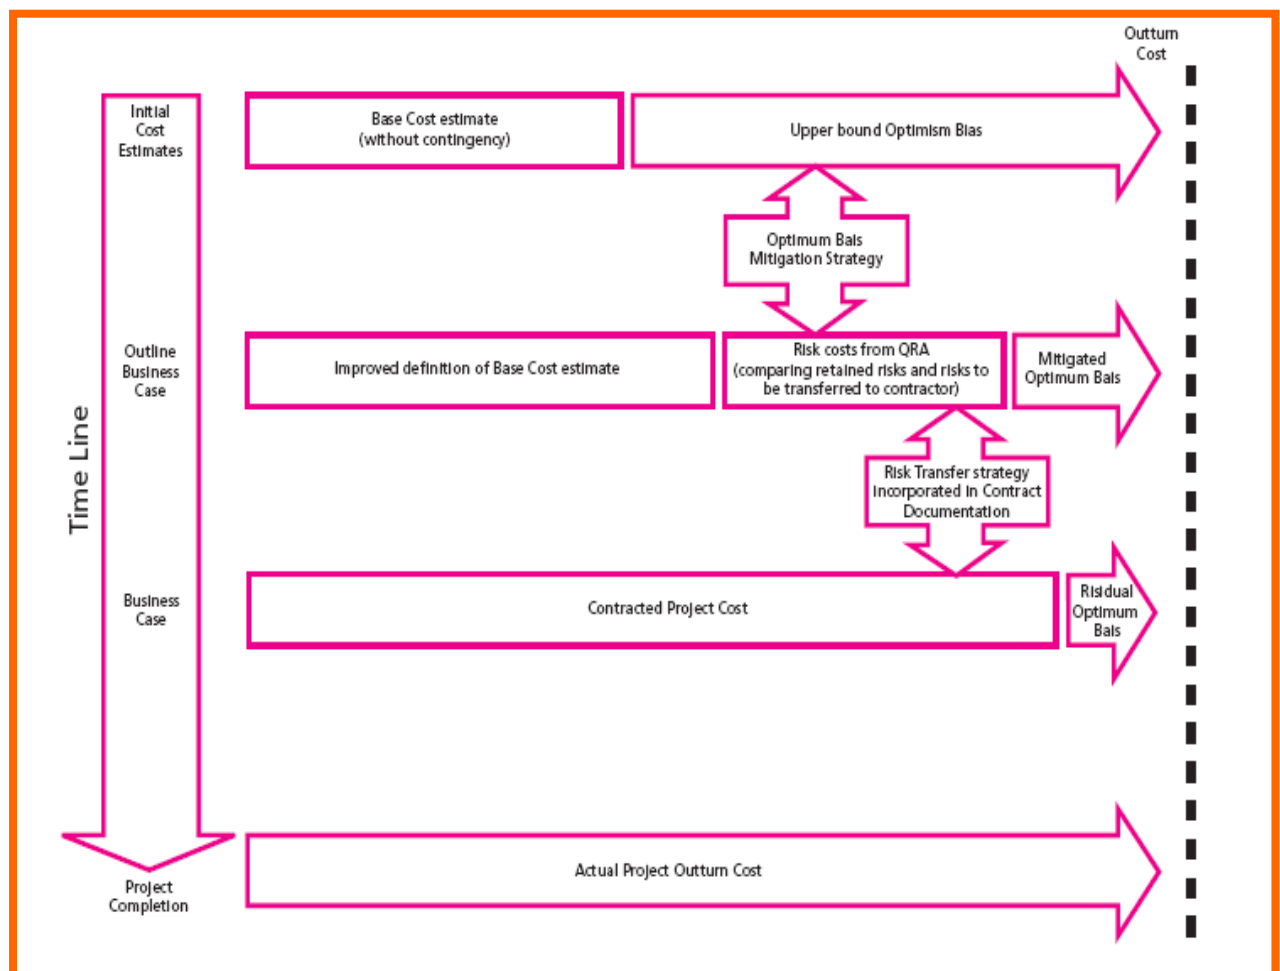 Outturn
Cost
Initial
Cost
Estimates
Base Cost estimate
(without contingency)
Upper bound Optimism Bias
Optimum Bais
Mitigation Strategy
Outline
Business
Case
Improved definition of Base Cost estimate
Risk costs from QRA
(comparing retained risks and risks to
be transferred to contractor)
Mitigated
Optimum Bais
Time Line
Risk Transfer strategy
incorporated in Contract
Documentation
Business
Case
Contracted Project Cost
Risidual
Optimum
Bais
Actual Project Outturn Cost
Project
Completion